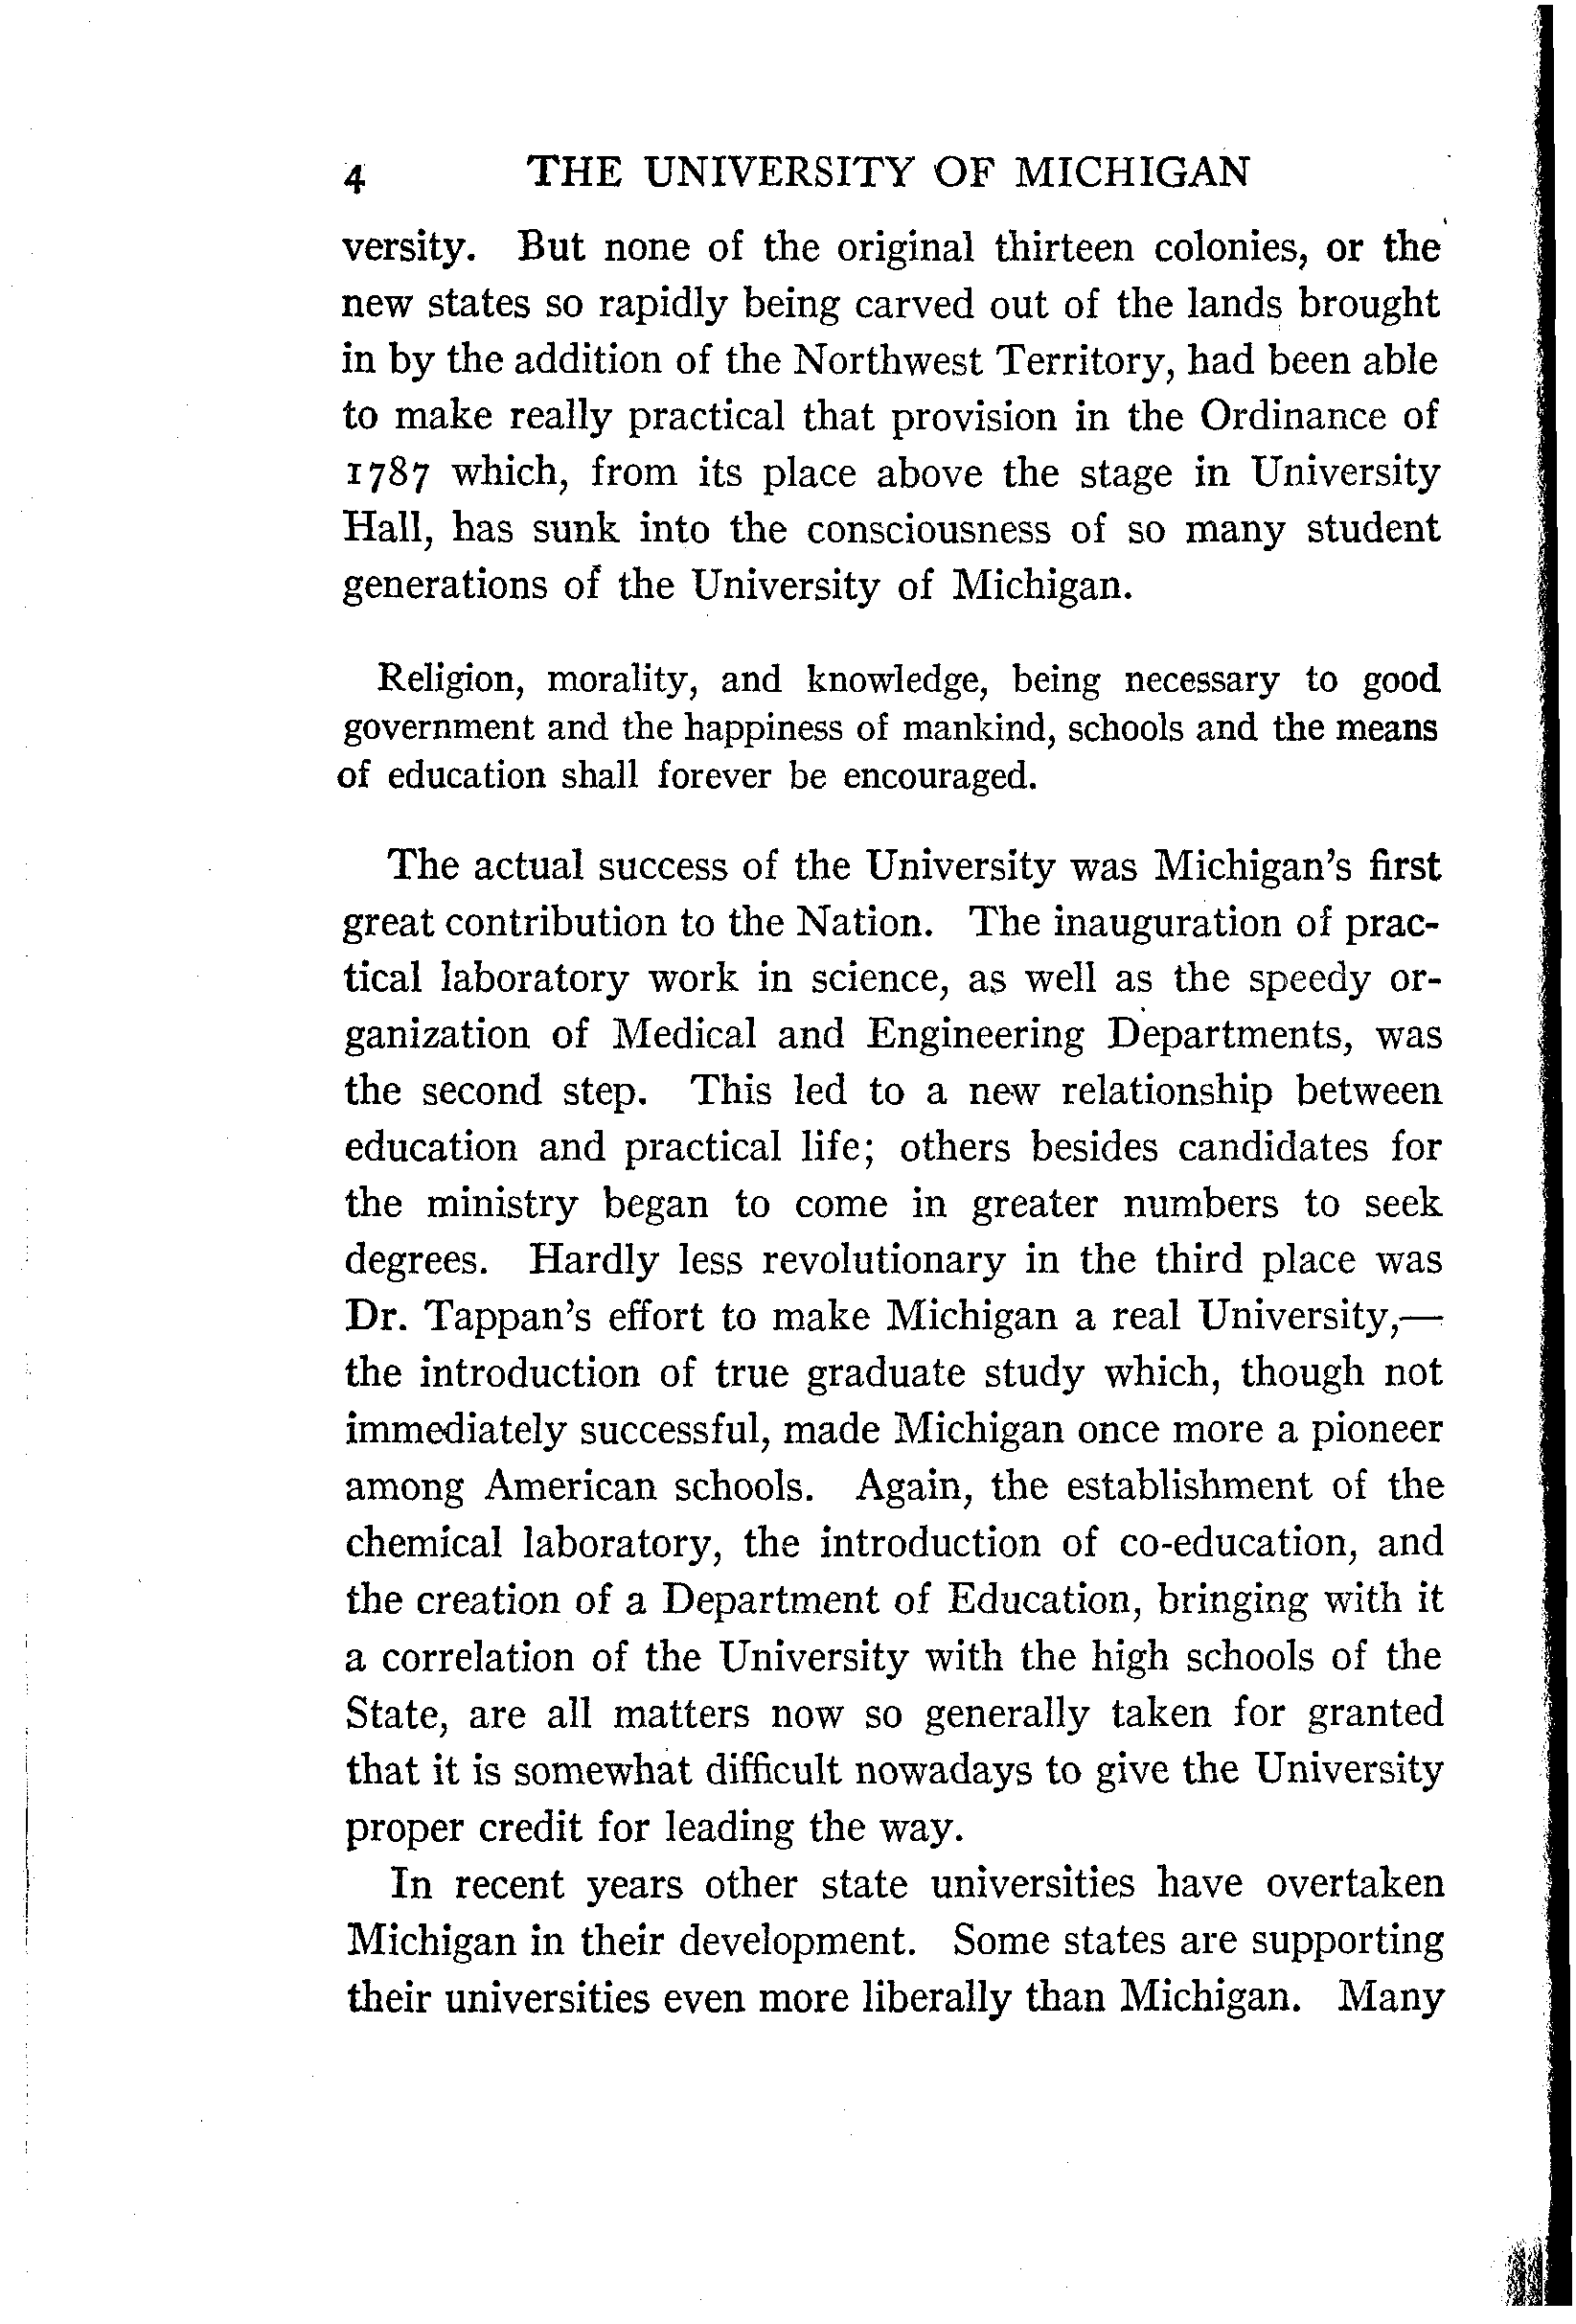 4 THE UNIVERSITY OF MICHIGAN
versity. But none of the original thirteen colonies, or the
new states so rapidly being carved out of the lands brought
in by the addition of the Northwest Territory, had been able
to make really practical that provision in the Ordinance of
1787 which, from its place above the stage in University
Hall, has sunk into the consciousness of so many student
generations of the University of Michigan.
Religion, morality, and knowledge, being necessary to good
government and the happiness of mankind, schools and the means
of education shall forever be encouraged.
The actual success of the University was Michigan's first
great contribution to the Nation. The inauguration of prac-
tical laboratory work in science, as well as the speedy or-
ganization of Medical and Engineering Departments, was
the second step. This led to a new relationship between
education and practical life; others besides candidates for
the ministry began to come in greater numbers to seek
degrees. Hardly less revolutionary in the third place was
Dr. Tappan's effort to make Michigan a real University,—
the introduction of true graduate study which, though not
immediately successful, made Michigan once more a pioneer
among American schools. Again, the establishment of the
chemical laboratory, the introduction of co-education, and
the creation of a Department of Education, bringing with it
a correlation of the University with the high schools of the
State, are all matters now so generally taken for granted
that it is somewhat difficult nowadays to give the University
proper credit for leading the way.
In recent years other state universities have overtaken
Michigan in their development. Some states are supporting
their universities even more liberally than Michigan. Many